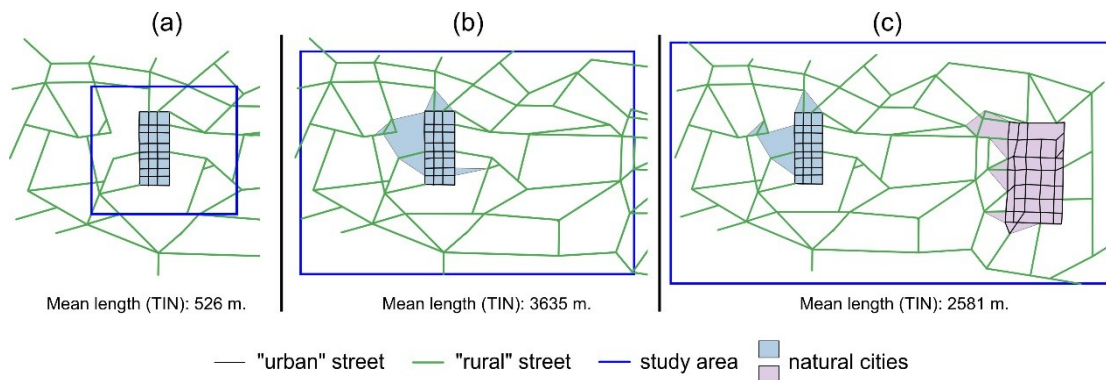 (a) (b) (c)
Mean length (TIN): 526 m. Mean length (TIN): 3635 m. Mean length (TIN): 2581 m.
"urban" street "rural" street study area natural cities